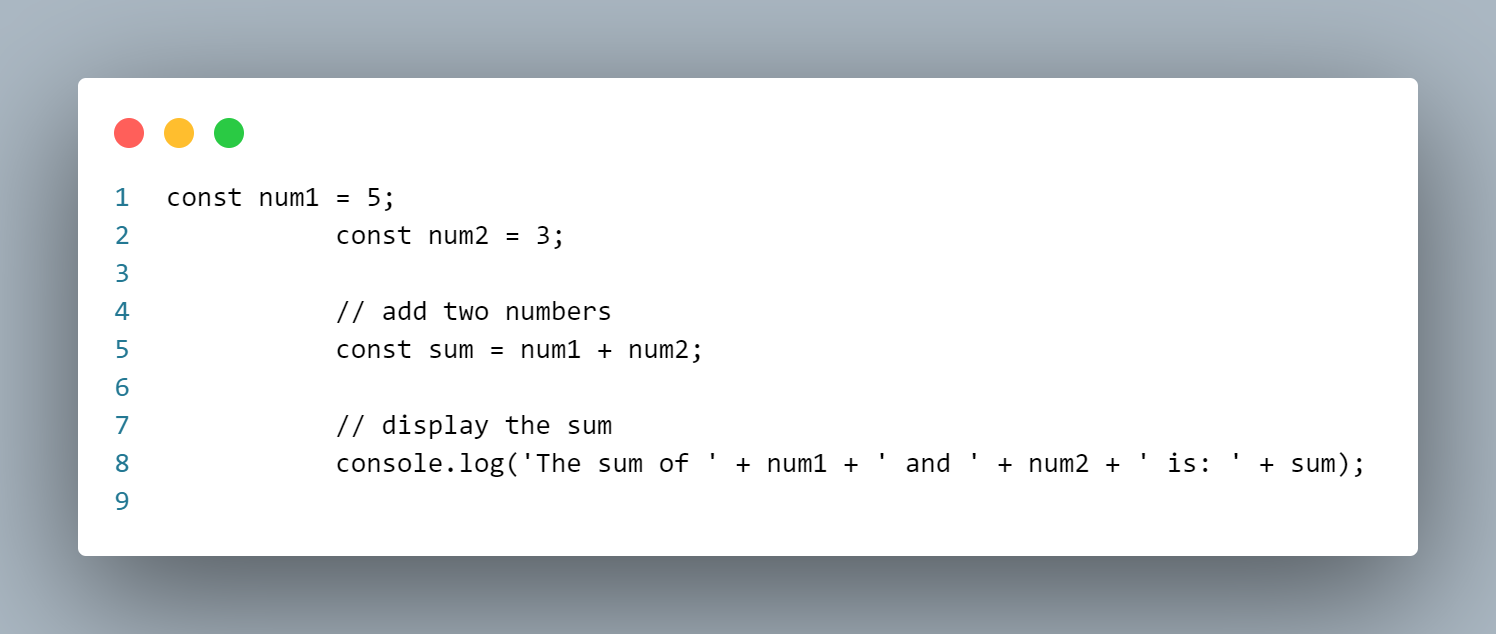 1 const num1 = 5;
2            const num2 = 3;
3
4            // add two numbers
5            const sum = num1 + num2;
6
7            // display the sum
8            console.log('The sum of ' + num1 + ' and ' + num2 + ' is: ' + sum);
9